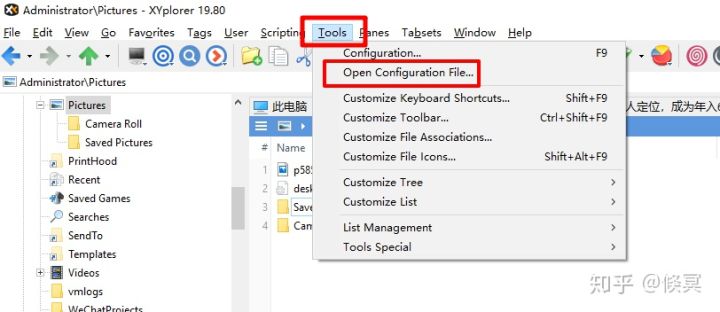 Administrator\Pictures - XYplorer 19.80
File Edit View Go Favorites Tags User Scripting Tools Panes Tabsets Window Help
Configuration... F9
Open Configuration File...
Customize Keyboard Shortcuts... Shift+F9
Customize Toolbar... Ctrl+Shift+F9
Customize File Associations...
Customize File Icons... Shift+Alt+F9
Customize Tree
Customize List
List Management
Tools Special
Administrator\Pictures
Pictures
Camera Roll
Saved Pictures
PrintHood
Recent
Saved Games
Searches
SendTo
Templates
Videos
vmlogs
WeChatProjects
此电脑
人定位，成为年入6
Pictures
# Name
1 p585
2 desk
3 Save
4 Cam
知乎